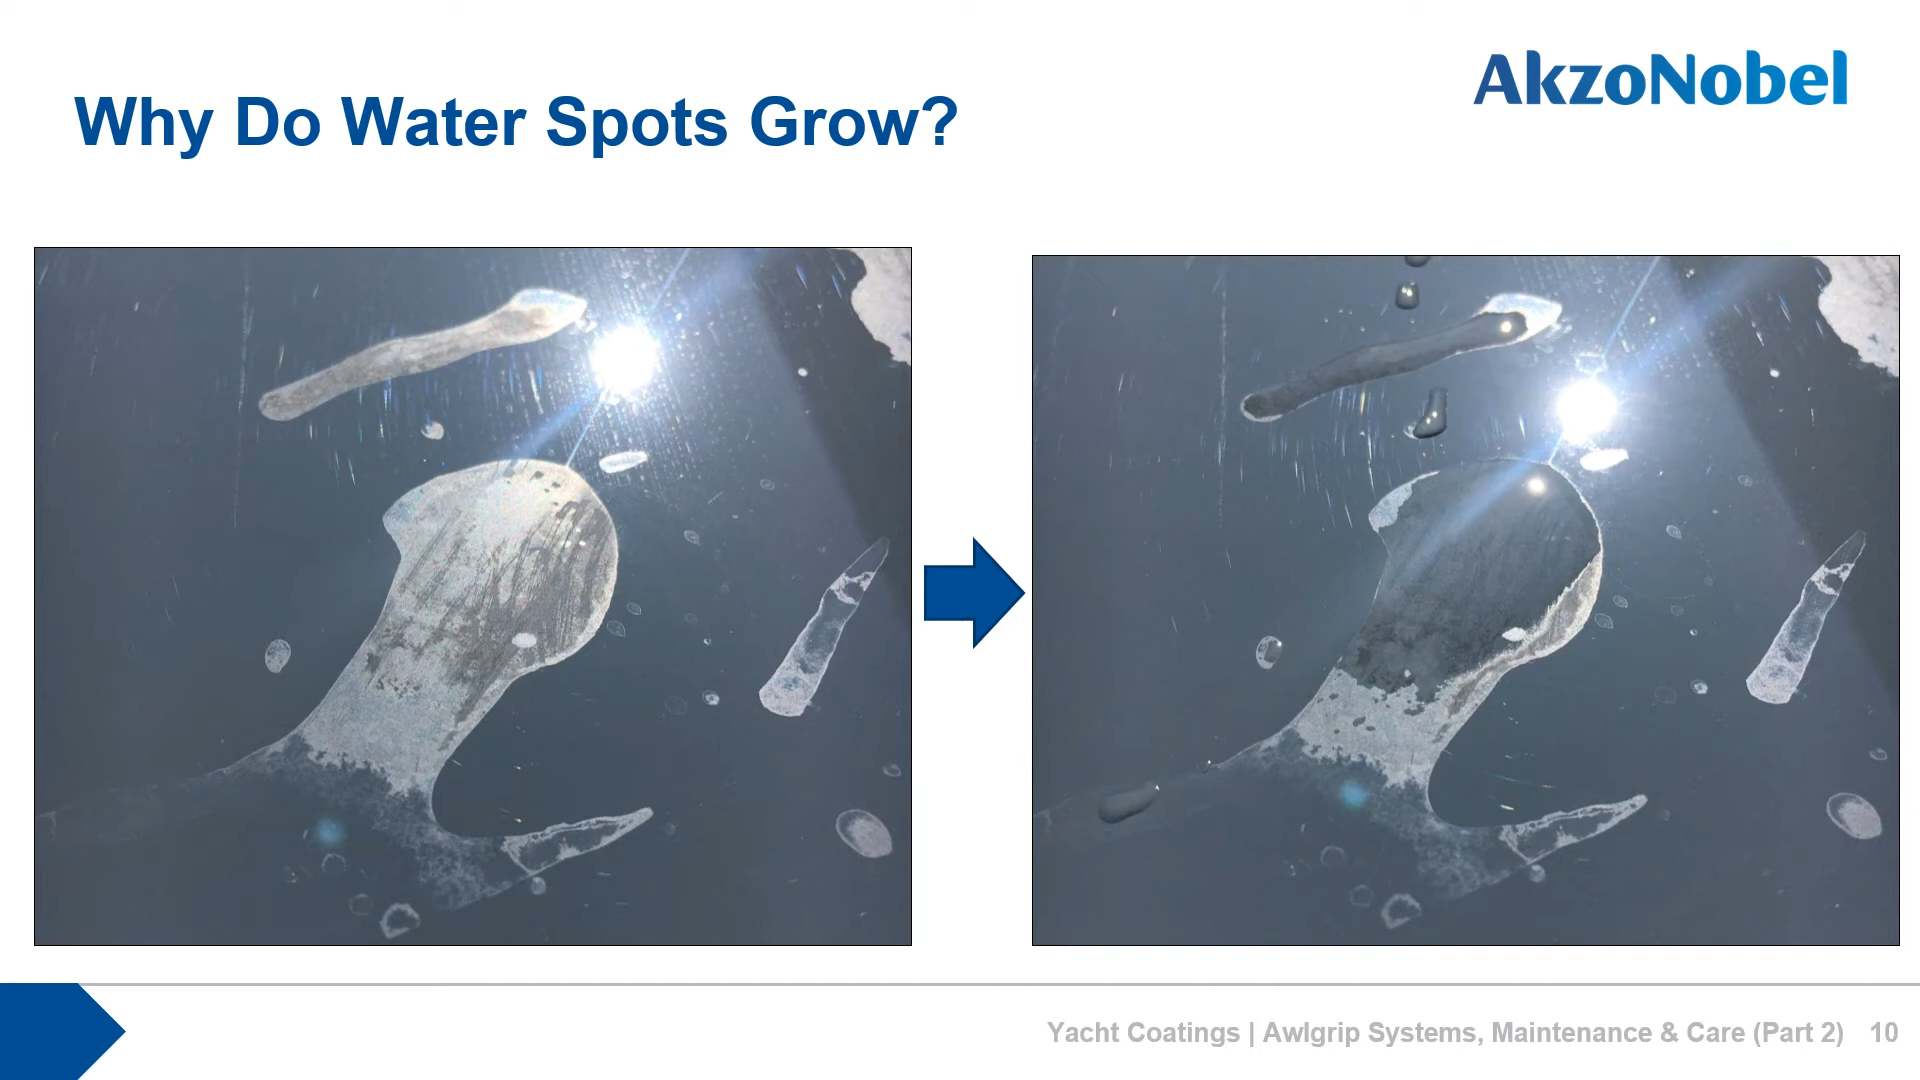 AkzoNobel
Why Do Water Spots Grow?
Yacht Coatings | Awlgrip Systems, Maintenance & Care (Part 2) 10